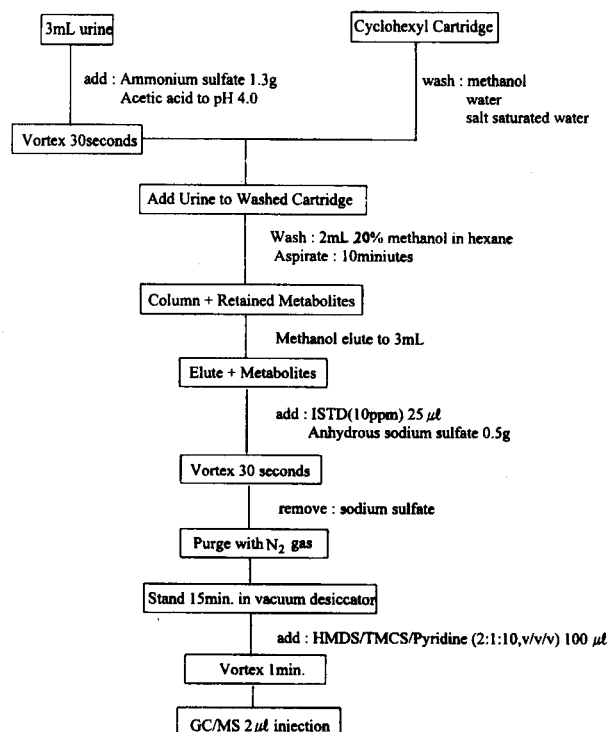 3mL urine
Cyclohexyl Cartridge
add : Ammonium sulfate 1.3g
Acetic acid to pH 4.0
wash : methanol
water
salt saturated water
Vortex 30seconds
Add Urine to Washed Cartridge
Wash : 2mL 20% methanol in hexane
Aspirate : 10miniutes
Column + Retained Metabolites
Methanol elute to 3mL
Elute + Metabolites
add : ISTD(10ppm) 25 μl
Anhydrous sodium sulfate 0.5g
Vortex 30 seconds
remove : sodium sulfate
Purge with N₂ gas
Stand 15min. in vacuum desiccator
add : HMDS/TMCS/Pyridine (2:1:10,v/v/v) 100 μl
Vortex 1min.
GC/MS 2μl injection